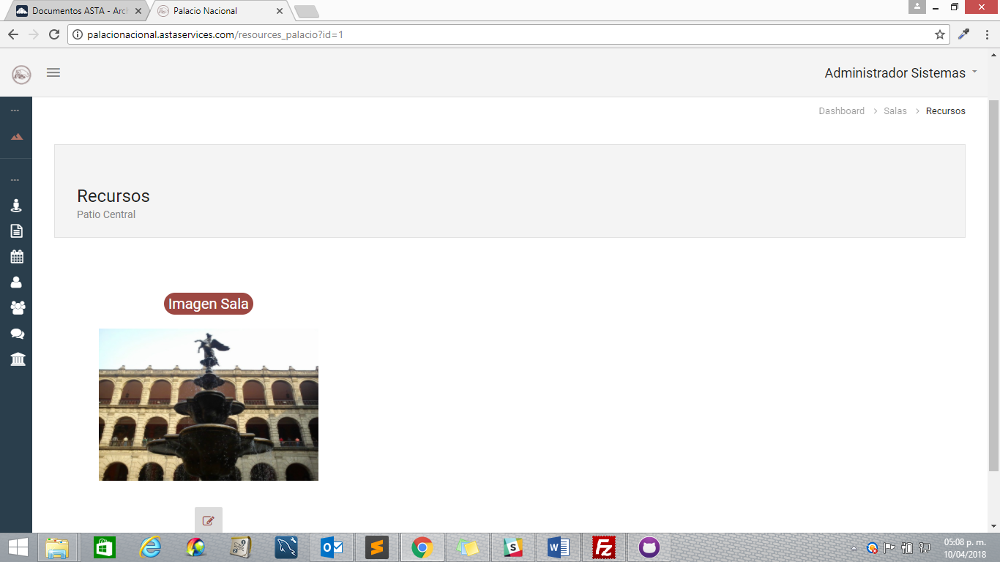 Documentos ASTA - Arch
Palacio Nacional
palacionacional.astaservices.com/resources_palacio?id=1
Administrador Sistemas
Dashboard > Salas > Recursos
---
---
Recursos
Patio Central
Imagen Sala
05:08 p. m.
10/04/2018